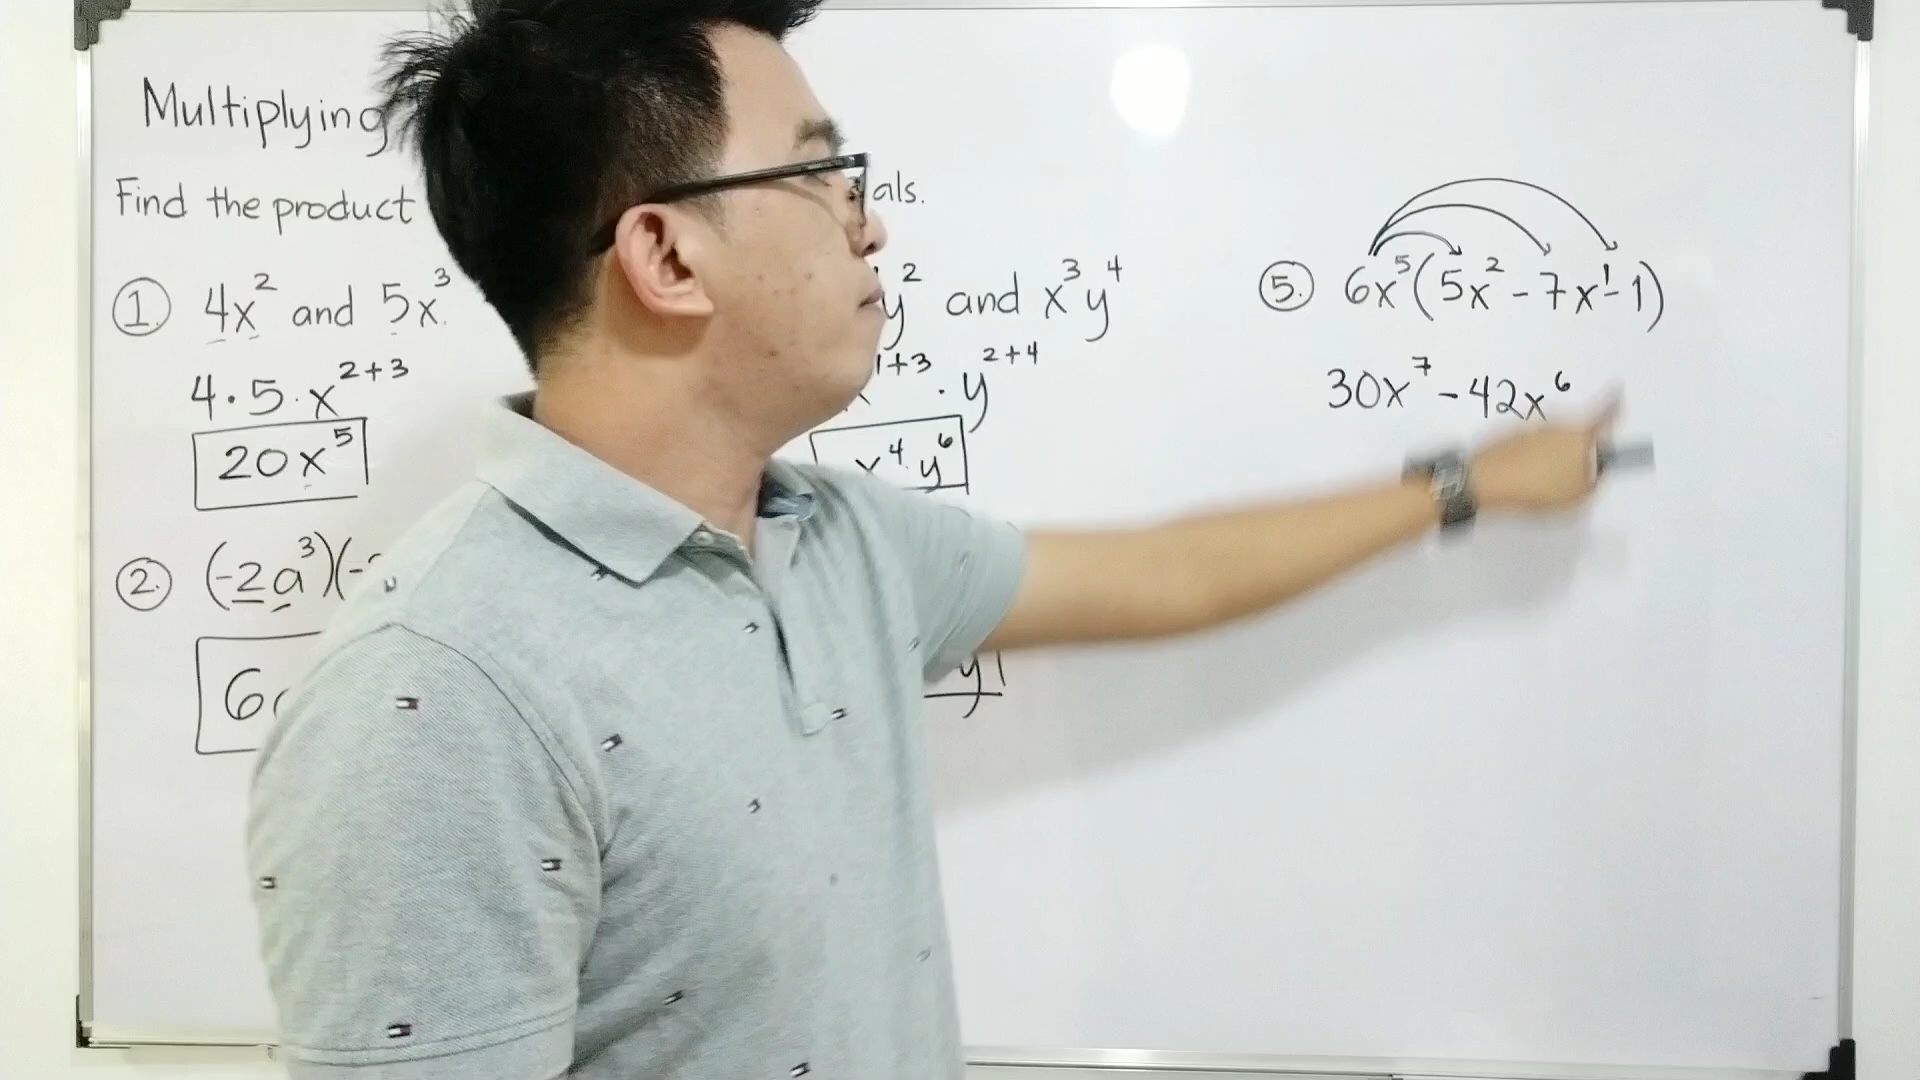 Multiplying
Find the product als.
1. 4x² and 5x³
4 · 5 · x²⁺³
20x⁵
2. (-2a³)(-
6
y² and x³y⁴
¹⁺³ · y²⁺⁴
x⁴ y⁶
y
5. 6x⁵(5x² - 7x¹ - 1)
30x⁷ - 42x⁶